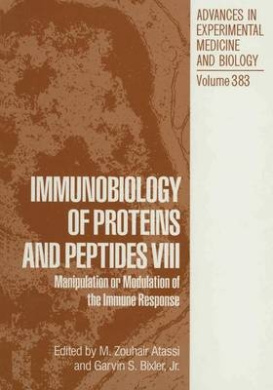 ADVANCES IN
EXPERIMENTAL
MEDICINE
AND BIOLOGY
Volume 383
IMMUNOBIOLOGY
OF PROTEINS
AND PEPTIDES VIII
Manipulation or Modulation of
the Immune Response
Edited by M. Zouhair Atassi
and Garvin S. Bixler, Jr.